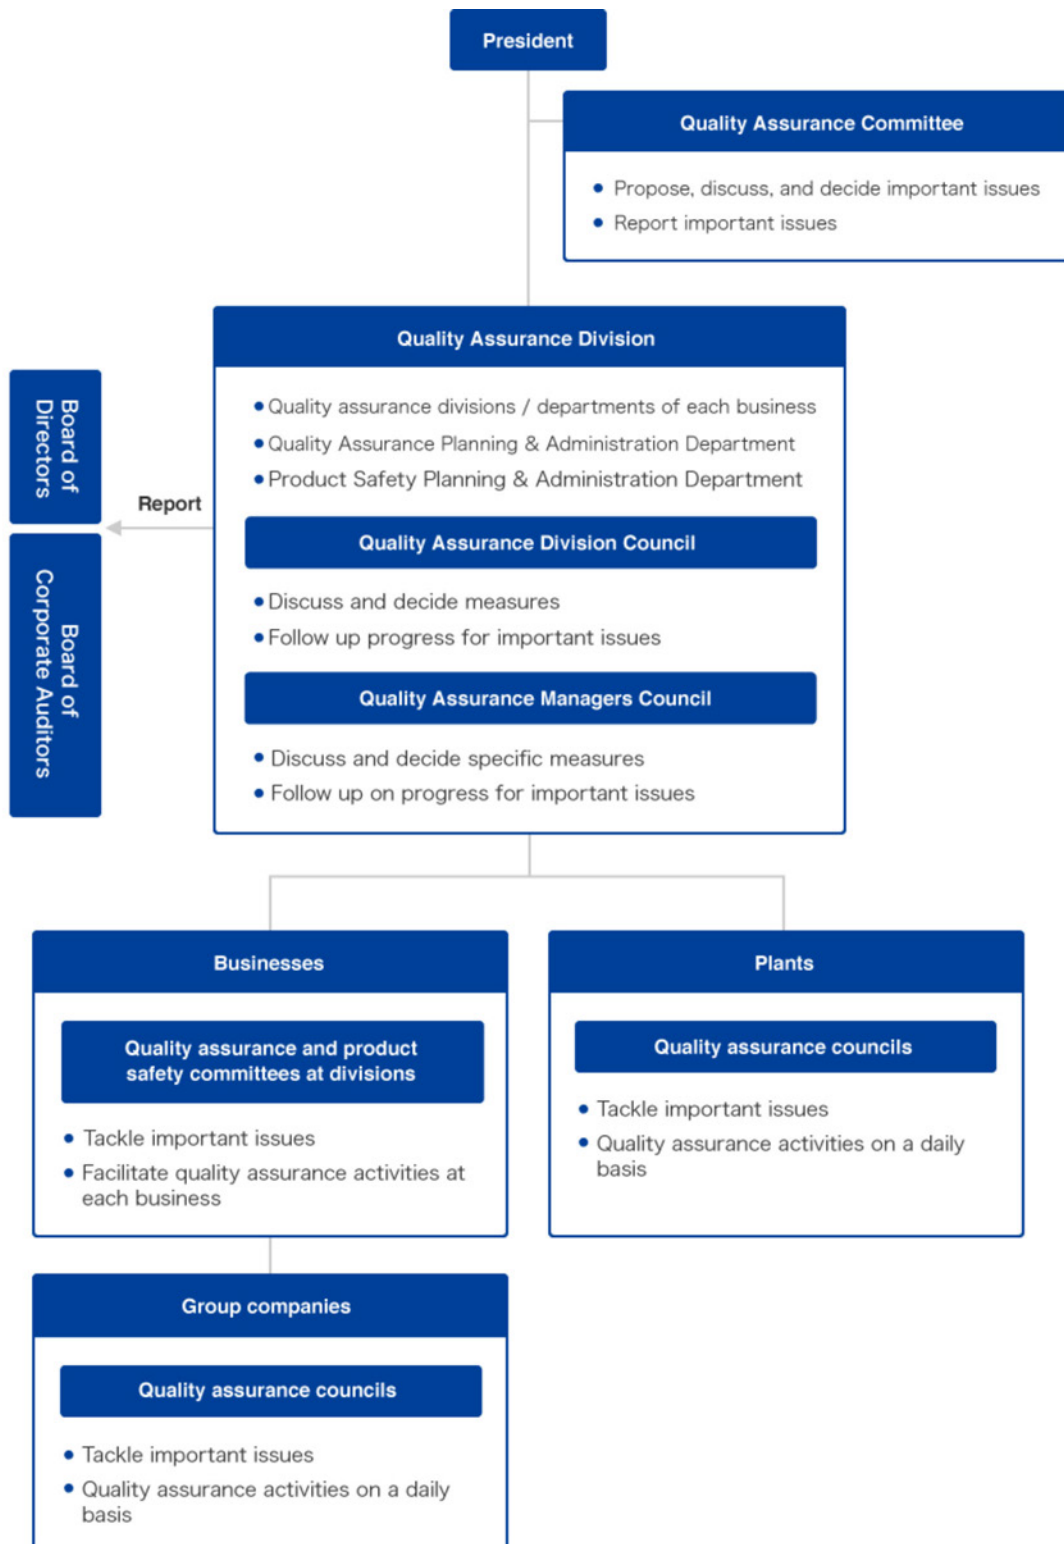 President
Quality Assurance Committee
• Propose, discuss, and decide important issues
• Report important issues
Quality Assurance Division
• Quality assurance divisions / departments of each business
• Quality Assurance Planning & Administration Department
• Product Safety Planning & Administration Department
Quality Assurance Division Council
• Discuss and decide measures
• Follow up progress for important issues
Quality Assurance Managers Council
• Discuss and decide specific measures
• Follow up on progress for important issues
Report
Board of
Directors
Board of
Corporate Auditors
Businesses
Quality assurance and product
safety committees at divisions
• Tackle important issues
• Facilitate quality assurance activities at
each business
Plants
Quality assurance councils
• Tackle important issues
• Quality assurance activities on a daily
basis
Group companies
Quality assurance councils
• Tackle important issues
• Quality assurance activities on a daily
basis